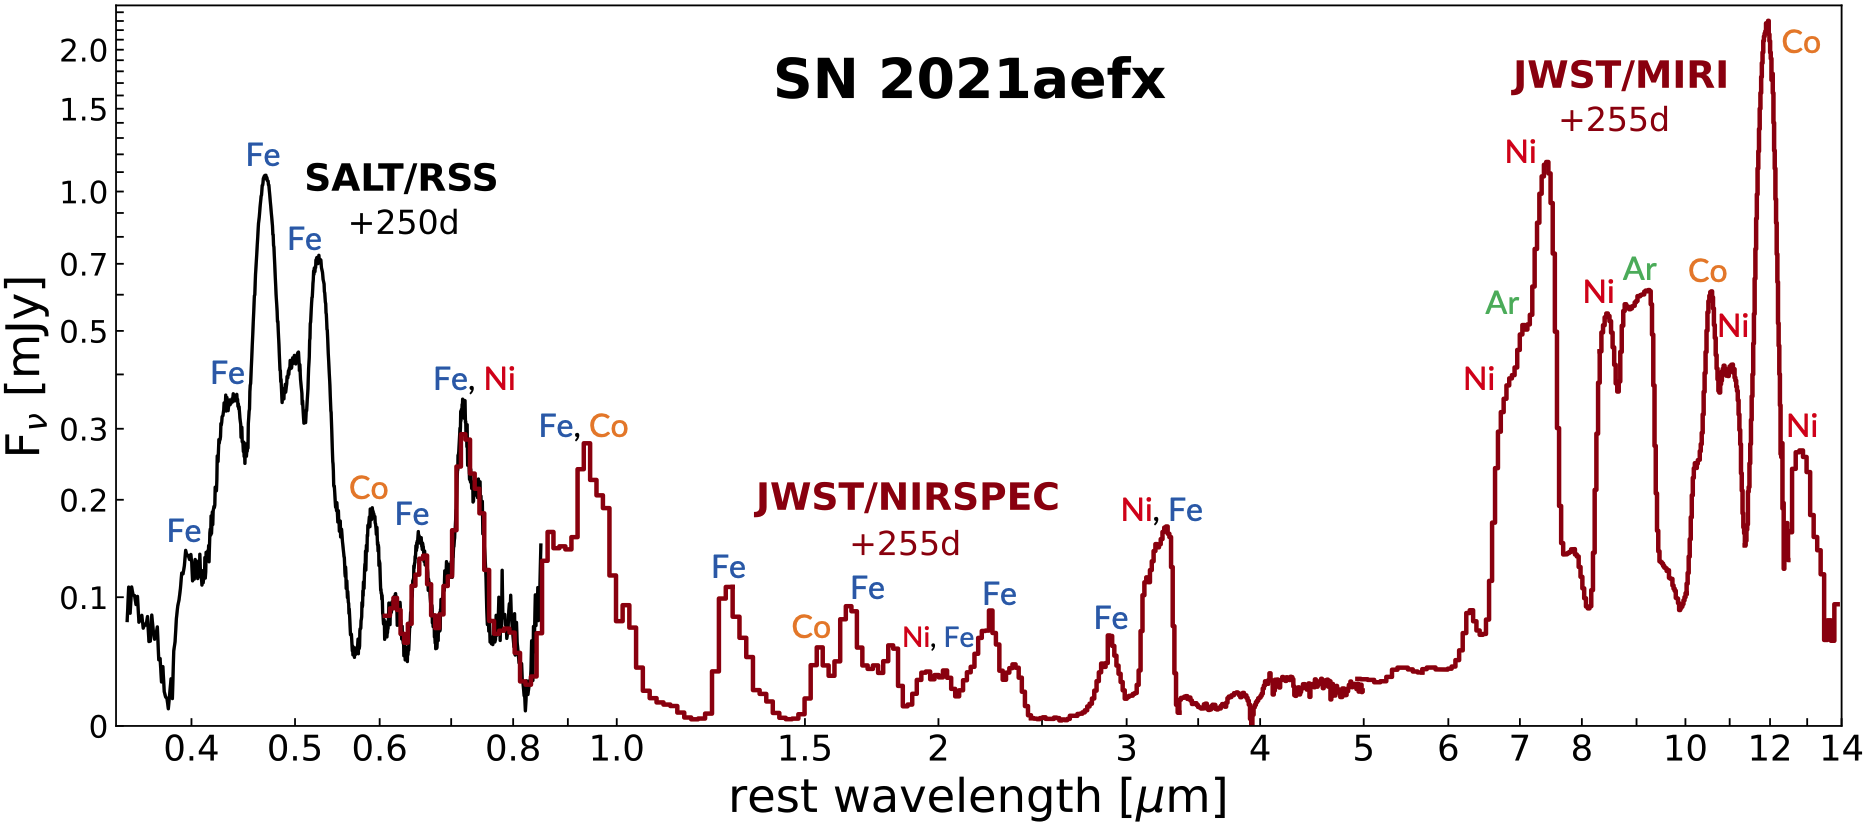 SN 2021aefx
JWST/MIRI
+255d
SALT/RSS
+250d
JWST/NIRSPEC
+255d
Fe
Fe
Fe
Fe
Co
Fe
Fe, Ni
Fe, Co
Fe
Co
Fe
Ni, Fe
Fe
Fe
Ni, Fe
Ni
Ar
Ni
Ni
Ar
Co
Ni
Co
Ni
Fν [mJy]
2.0
1.5
1.0
0.7
0.5
0.3
0.2
0.1
0
0.4 0.5 0.6 0.8 1.0 1.5 2 3 4 5 6 7 8 10 12 14
rest wavelength [μm]